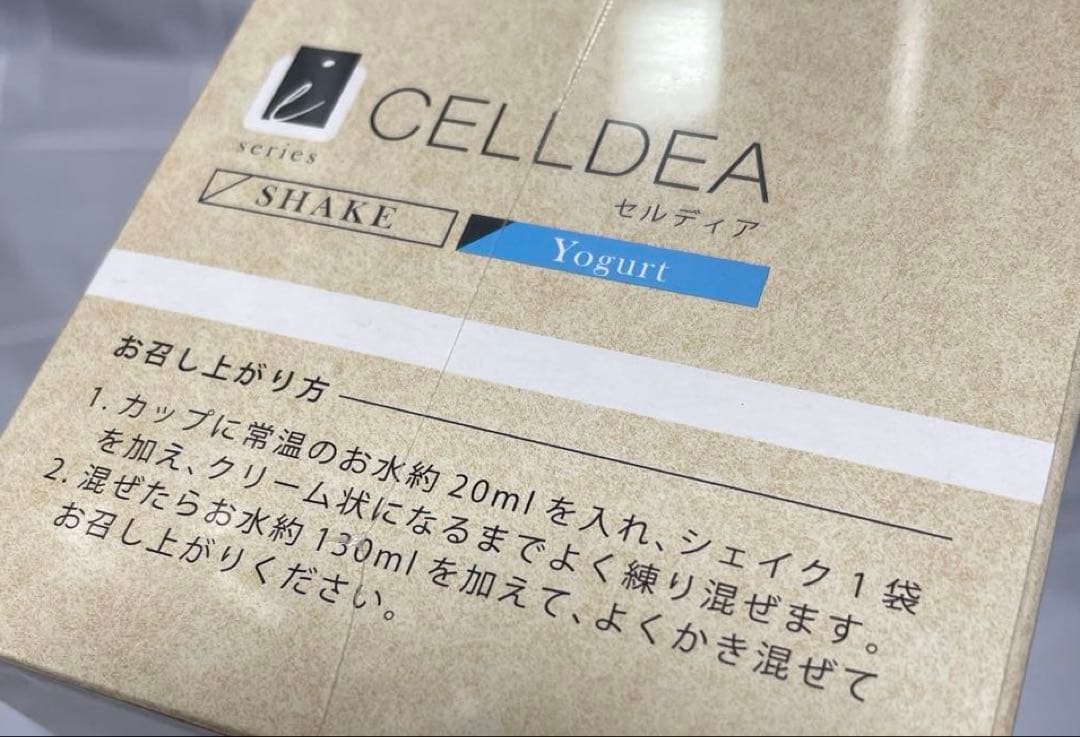 ie
series
CELLDEA
セルディア
SHAKE
Yogurt
お召し上がり方
1. カップに常温のお水約 20ml を入れ、シェイク 1 袋
を加え、クリーム状になるまでよく練り混ぜます。
2. 混ぜたらお水約 130ml を加えて、よくかき混ぜて
お召し上がりください。